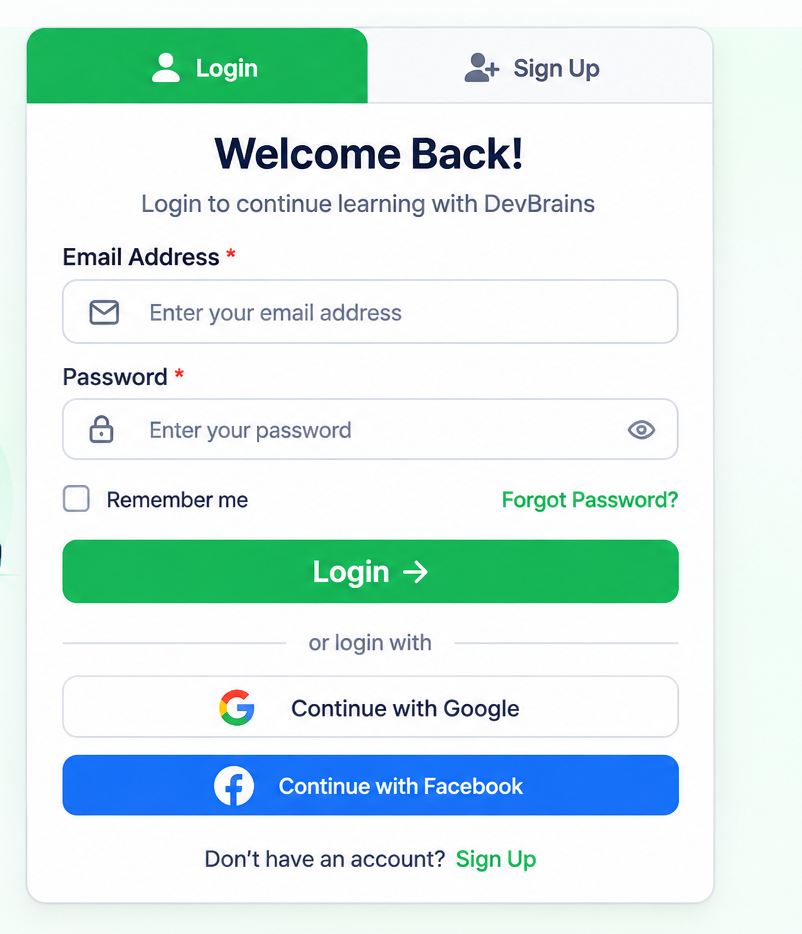 Login
Sign Up
Welcome Back!
Login to continue learning with DevBrains
Email Address *
Enter your email address
Password *
Enter your password
Remember me
Forgot Password?
Login →
or login with
Continue with Google
Continue with Facebook
Don’t have an account? Sign Up